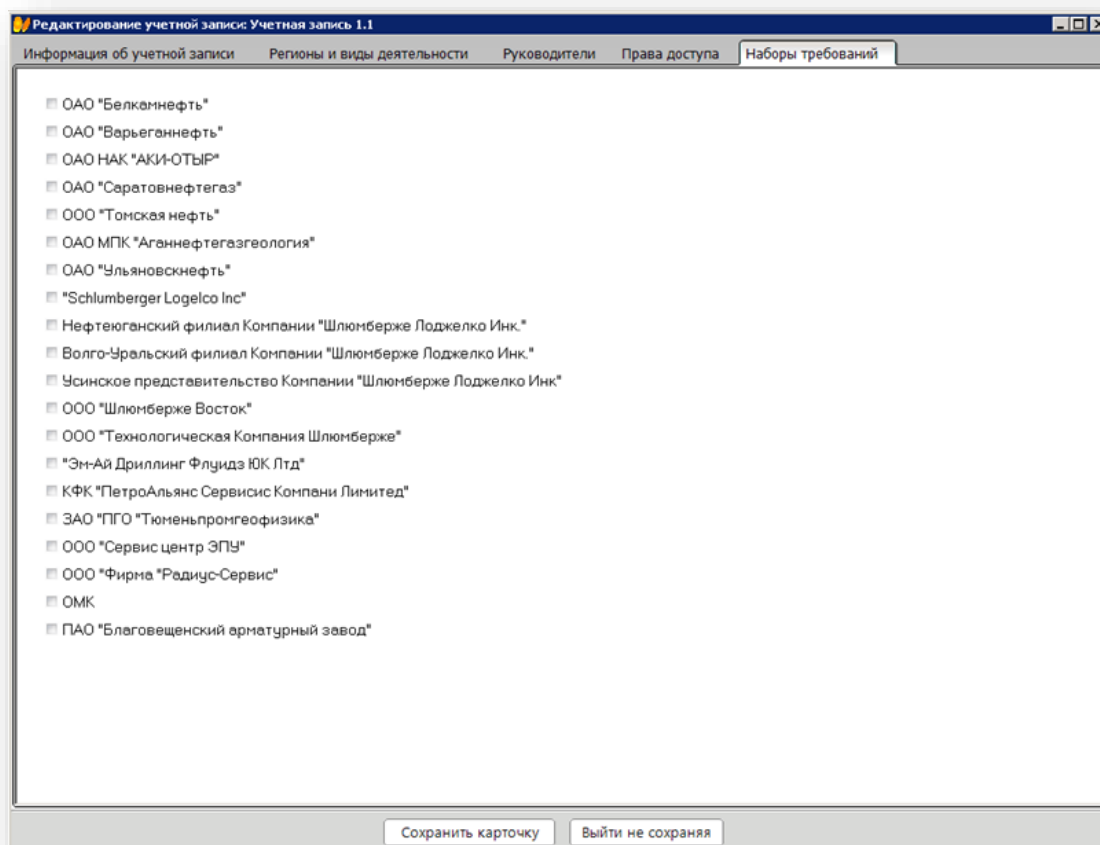 Редактирование учетной записи: Учетная запись 1.1
Информация об учетной записи Регионы и виды деятельности Руководители Права доступа Наборы требований
ОАО "Белкамнефть"
ОАО "Варьеганнефть"
ОАО НАК "АКИ-ОТЫР"
ОАО "Саратовнефтегаз"
ООО "Томская нефть"
ОАО МПК "Аганнефтегазгеология"
ОАО "Ульяновскнефть"
"Schlumberger Logelco Inc"
Нефтеюганский филиал Компании "Шлюмберже Лоджелко Инк."
Волго-Уральский филиал Компании "Шлюмберже Лоджелко Инк."
Усинское представительство Компании "Шлюмберже Лоджелко Инк"
ООО "Шлюмберже Восток"
ООО "Технологическая Компания Шлюмберже"
"Эм-Ай Дриллинг Флуидз ЮК Лтд"
КФК "ПетроАльянс Сервисис Компани Лимитед"
ЗАО "ПГО "Тюменьпромгеофизика"
ООО "Сервис центр ЭПУ"
ООО "Фирма "Радиус-Сервис"
ОМК
ПАО "Благовещенский арматурный завод"
Сохранить карточку Выйти не сохраняя